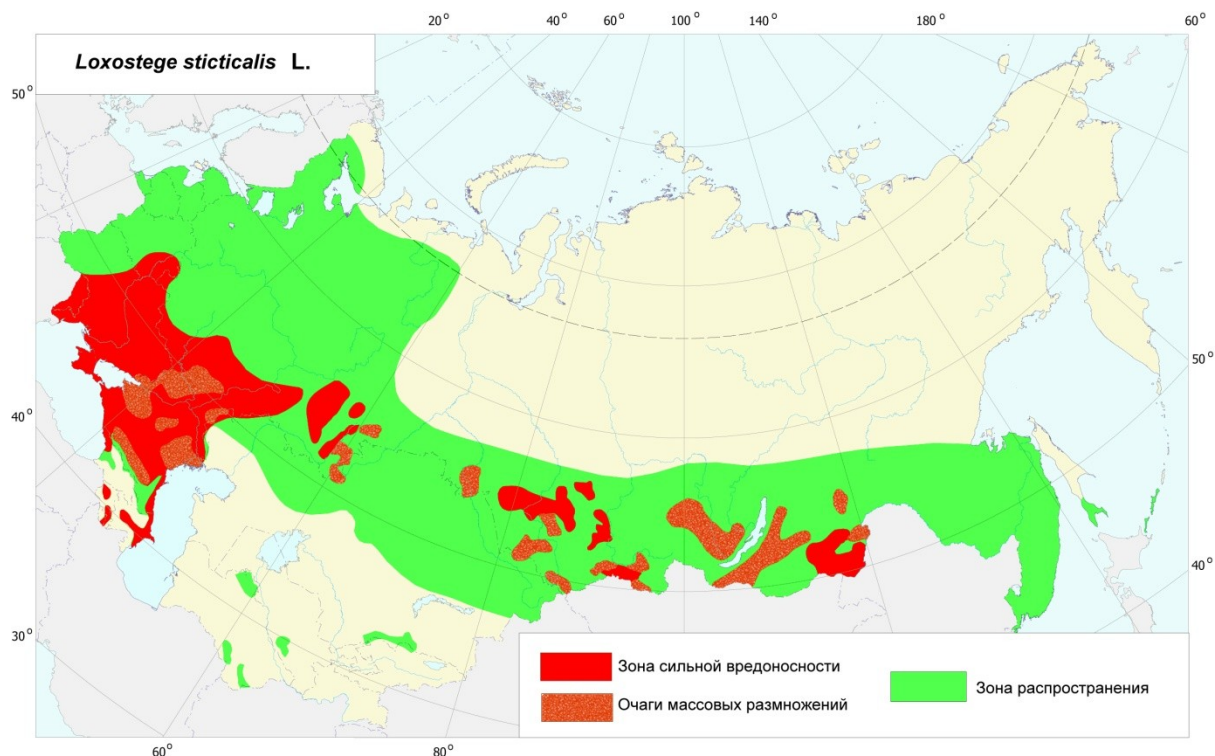 20° 40° 60° 80° 100° 140° 180° 60°
Loxostege sticticalis L.
50°
50°
40°
40°
30°
Зона сильной вредоносности
Очаги массовых размножений
Зона распространения
60° 80°